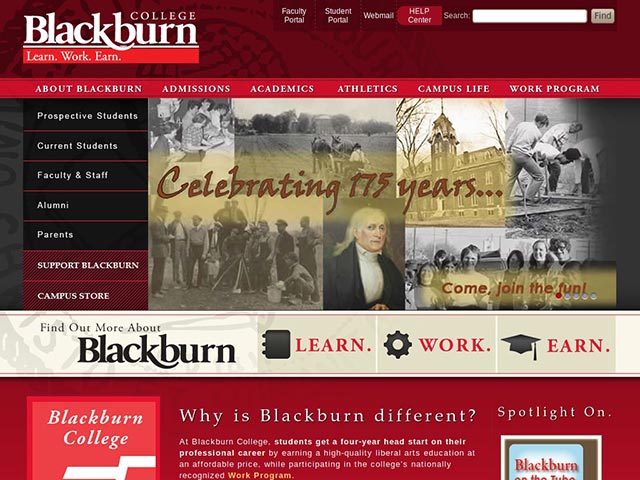 COLLEGE
Blackburn
Learn. Work. Earn.
Faculty Portal
Student Portal
Webmail
HELP Center
Search:
Find
ABOUT BLACKBURN
ADMISSIONS
ACADEMICS
ATHLETICS
CAMPUS LIFE
WORK PROGRAM
Prospective Students
Current Students
Faculty & Staff
Alumni
Parents
SUPPORT BLACKBURN
CAMPUS STORE
Celebrating 175 years...
Come, join the fun!
Find Out More About
Blackburn
LEARN.
WORK.
EARN.
Blackburn
College
Why is Blackburn different?
At Blackburn College, students get a four-year head start on their
professional career by earning a high-quality liberal arts education at
an affordable price, while participating in the college's nationally
recognized Work Program.
Spotlight On.
Blackburn
on the Tube